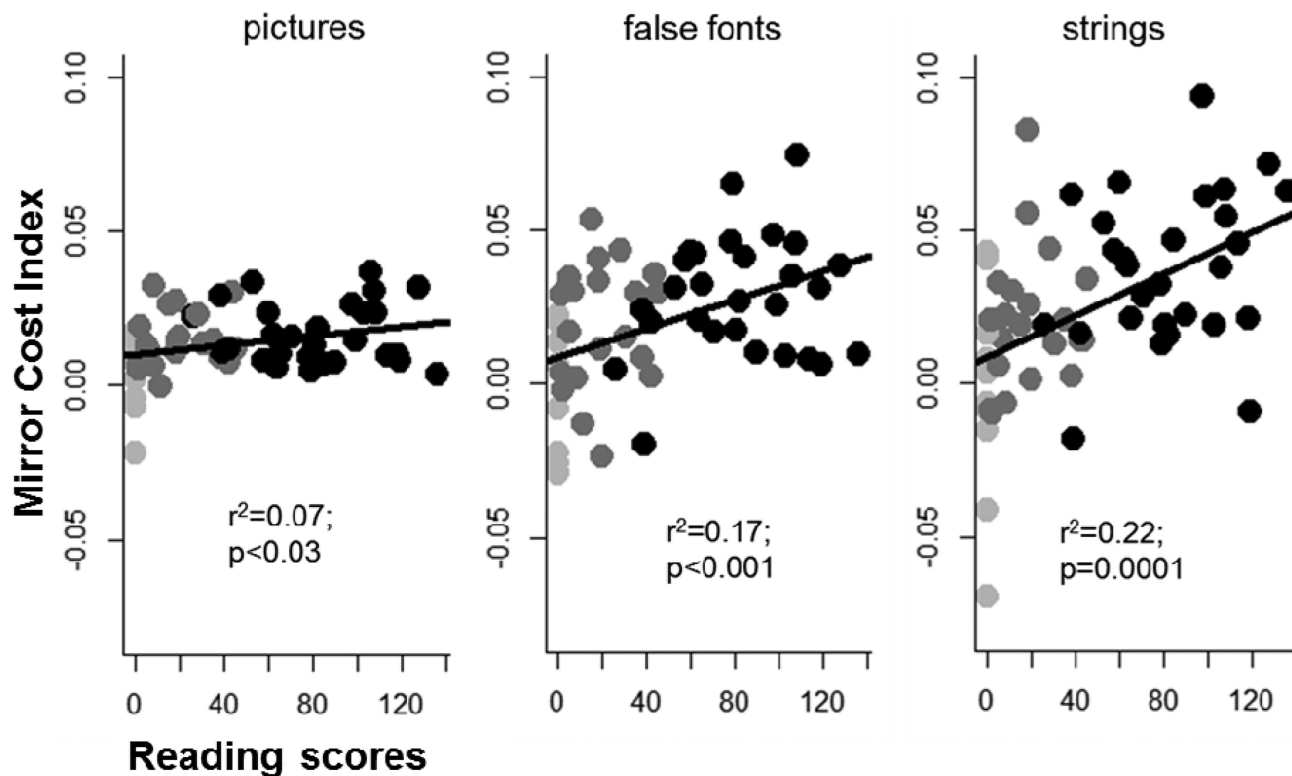 pictures
false fonts
strings
Mirror Cost Index
0.10
0.05
0.00
-0.05
0.10
0.05
0.00
-0.05
0.10
0.05
0.00
-0.05
r²=0.07;
p<0.03
r²=0.17;
p<0.001
r²=0.22;
p=0.0001
0 40 80 120
0 40 80 120
0 40 80 120
Reading scores